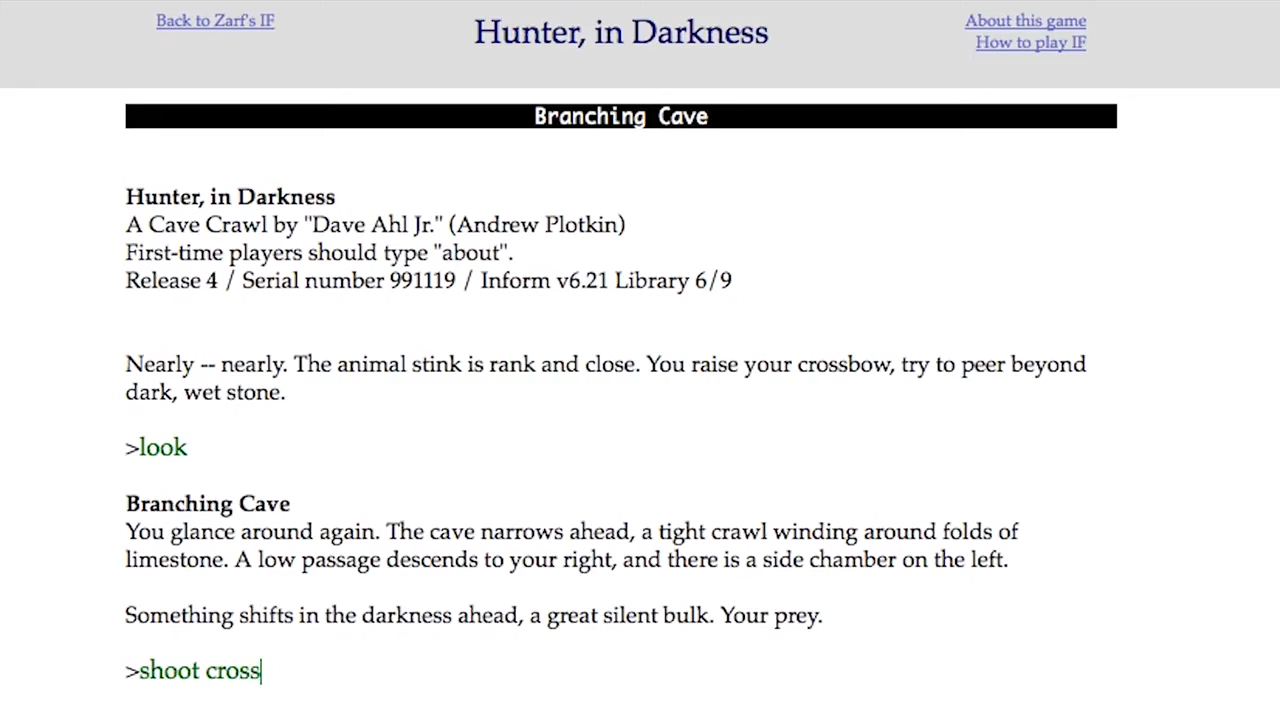 Back to Zarf's IF
Hunter, in Darkness
About this game
How to play IF
Branching Cave
Hunter, in Darkness
A Cave Crawl by "Dave Ahl Jr." (Andrew Plotkin)
First-time players should type "about".
Release 4 / Serial number 991119 / Inform v6.21 Library 6/9
Nearly -- nearly. The animal stink is rank and close. You raise your crossbow, try to peer beyond
dark, wet stone.
>look
Branching Cave
You glance around again. The cave narrows ahead, a tight crawl winding around folds of
limestone. A low passage descends to your right, and there is a side chamber on the left.
Something shifts in the darkness ahead, a great silent bulk. Your prey.
>shoot cross